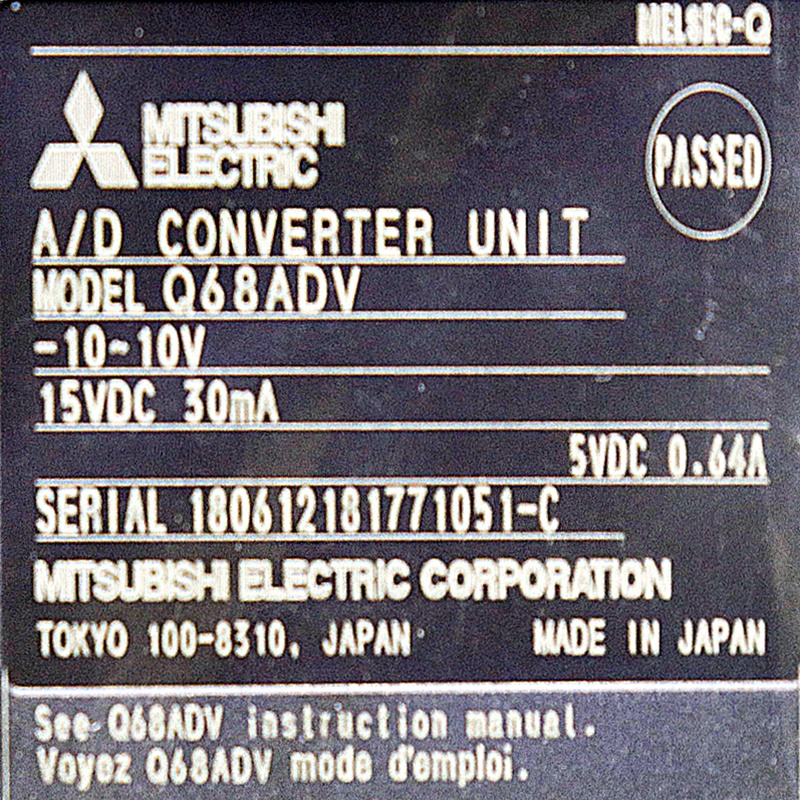 MELSEC-Q
MITSUBISHI
ELECTRIC
PASSED
A/D CONVERTER UNIT
MODEL Q68ADV
-10~10V
15VDC 30mA
5VDC 0.64A
SERIAL 180612181771051-C
MITSUBISHI ELECTRIC CORPORATION
TOKYO 100-8310, JAPAN MADE IN JAPAN
See Q68ADV instruction manual.
Voyez Q68ADV mode d'emploi.